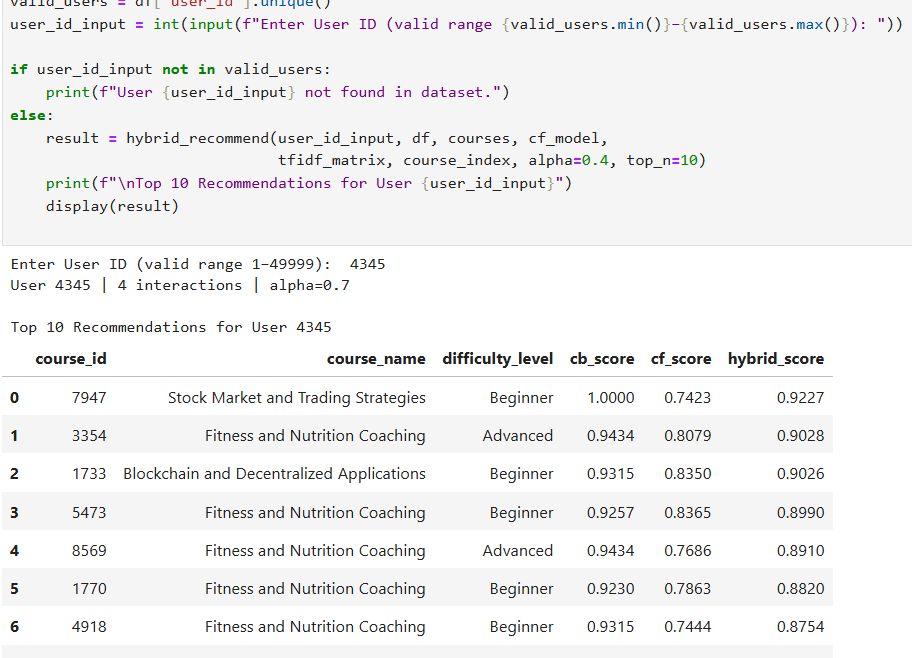 valid_users = df["user_id"].unique()
user_id_input = int(input(f"Enter User ID (valid range {valid_users.min()}–{valid_users.max()}): "))
if user_id_input not in valid_users:
    print(f"User {user_id_input} not found in dataset.")
else:
    result = hybrid_recommend(user_id_input, df, courses, cf_model,
                              tfidf_matrix, course_index, alpha=0.4, top_n=10)
    print(f"\nTop 10 Recommendations for User {user_id_input}")
    display(result)
Enter User ID (valid range 1–49999):  4345
User 4345 | 4 interactions | alpha=0.7
Top 10 Recommendations for User 4345
course_id course_name difficulty_level cb_score cf_score hybrid_score
0 7947 Stock Market and Trading Strategies Beginner 1.0000 0.7423 0.9227
1 3354 Fitness and Nutrition Coaching Advanced 0.9434 0.8079 0.9028
2 1733 Blockchain and Decentralized Applications Beginner 0.9315 0.8350 0.9026
3 5473 Fitness and Nutrition Coaching Beginner 0.9257 0.8365 0.8990
4 8569 Fitness and Nutrition Coaching Advanced 0.9434 0.7686 0.8910
5 1770 Fitness and Nutrition Coaching Beginner 0.9230 0.7863 0.8820
6 4918 Fitness and Nutrition Coaching Beginner 0.9315 0.7444 0.8754